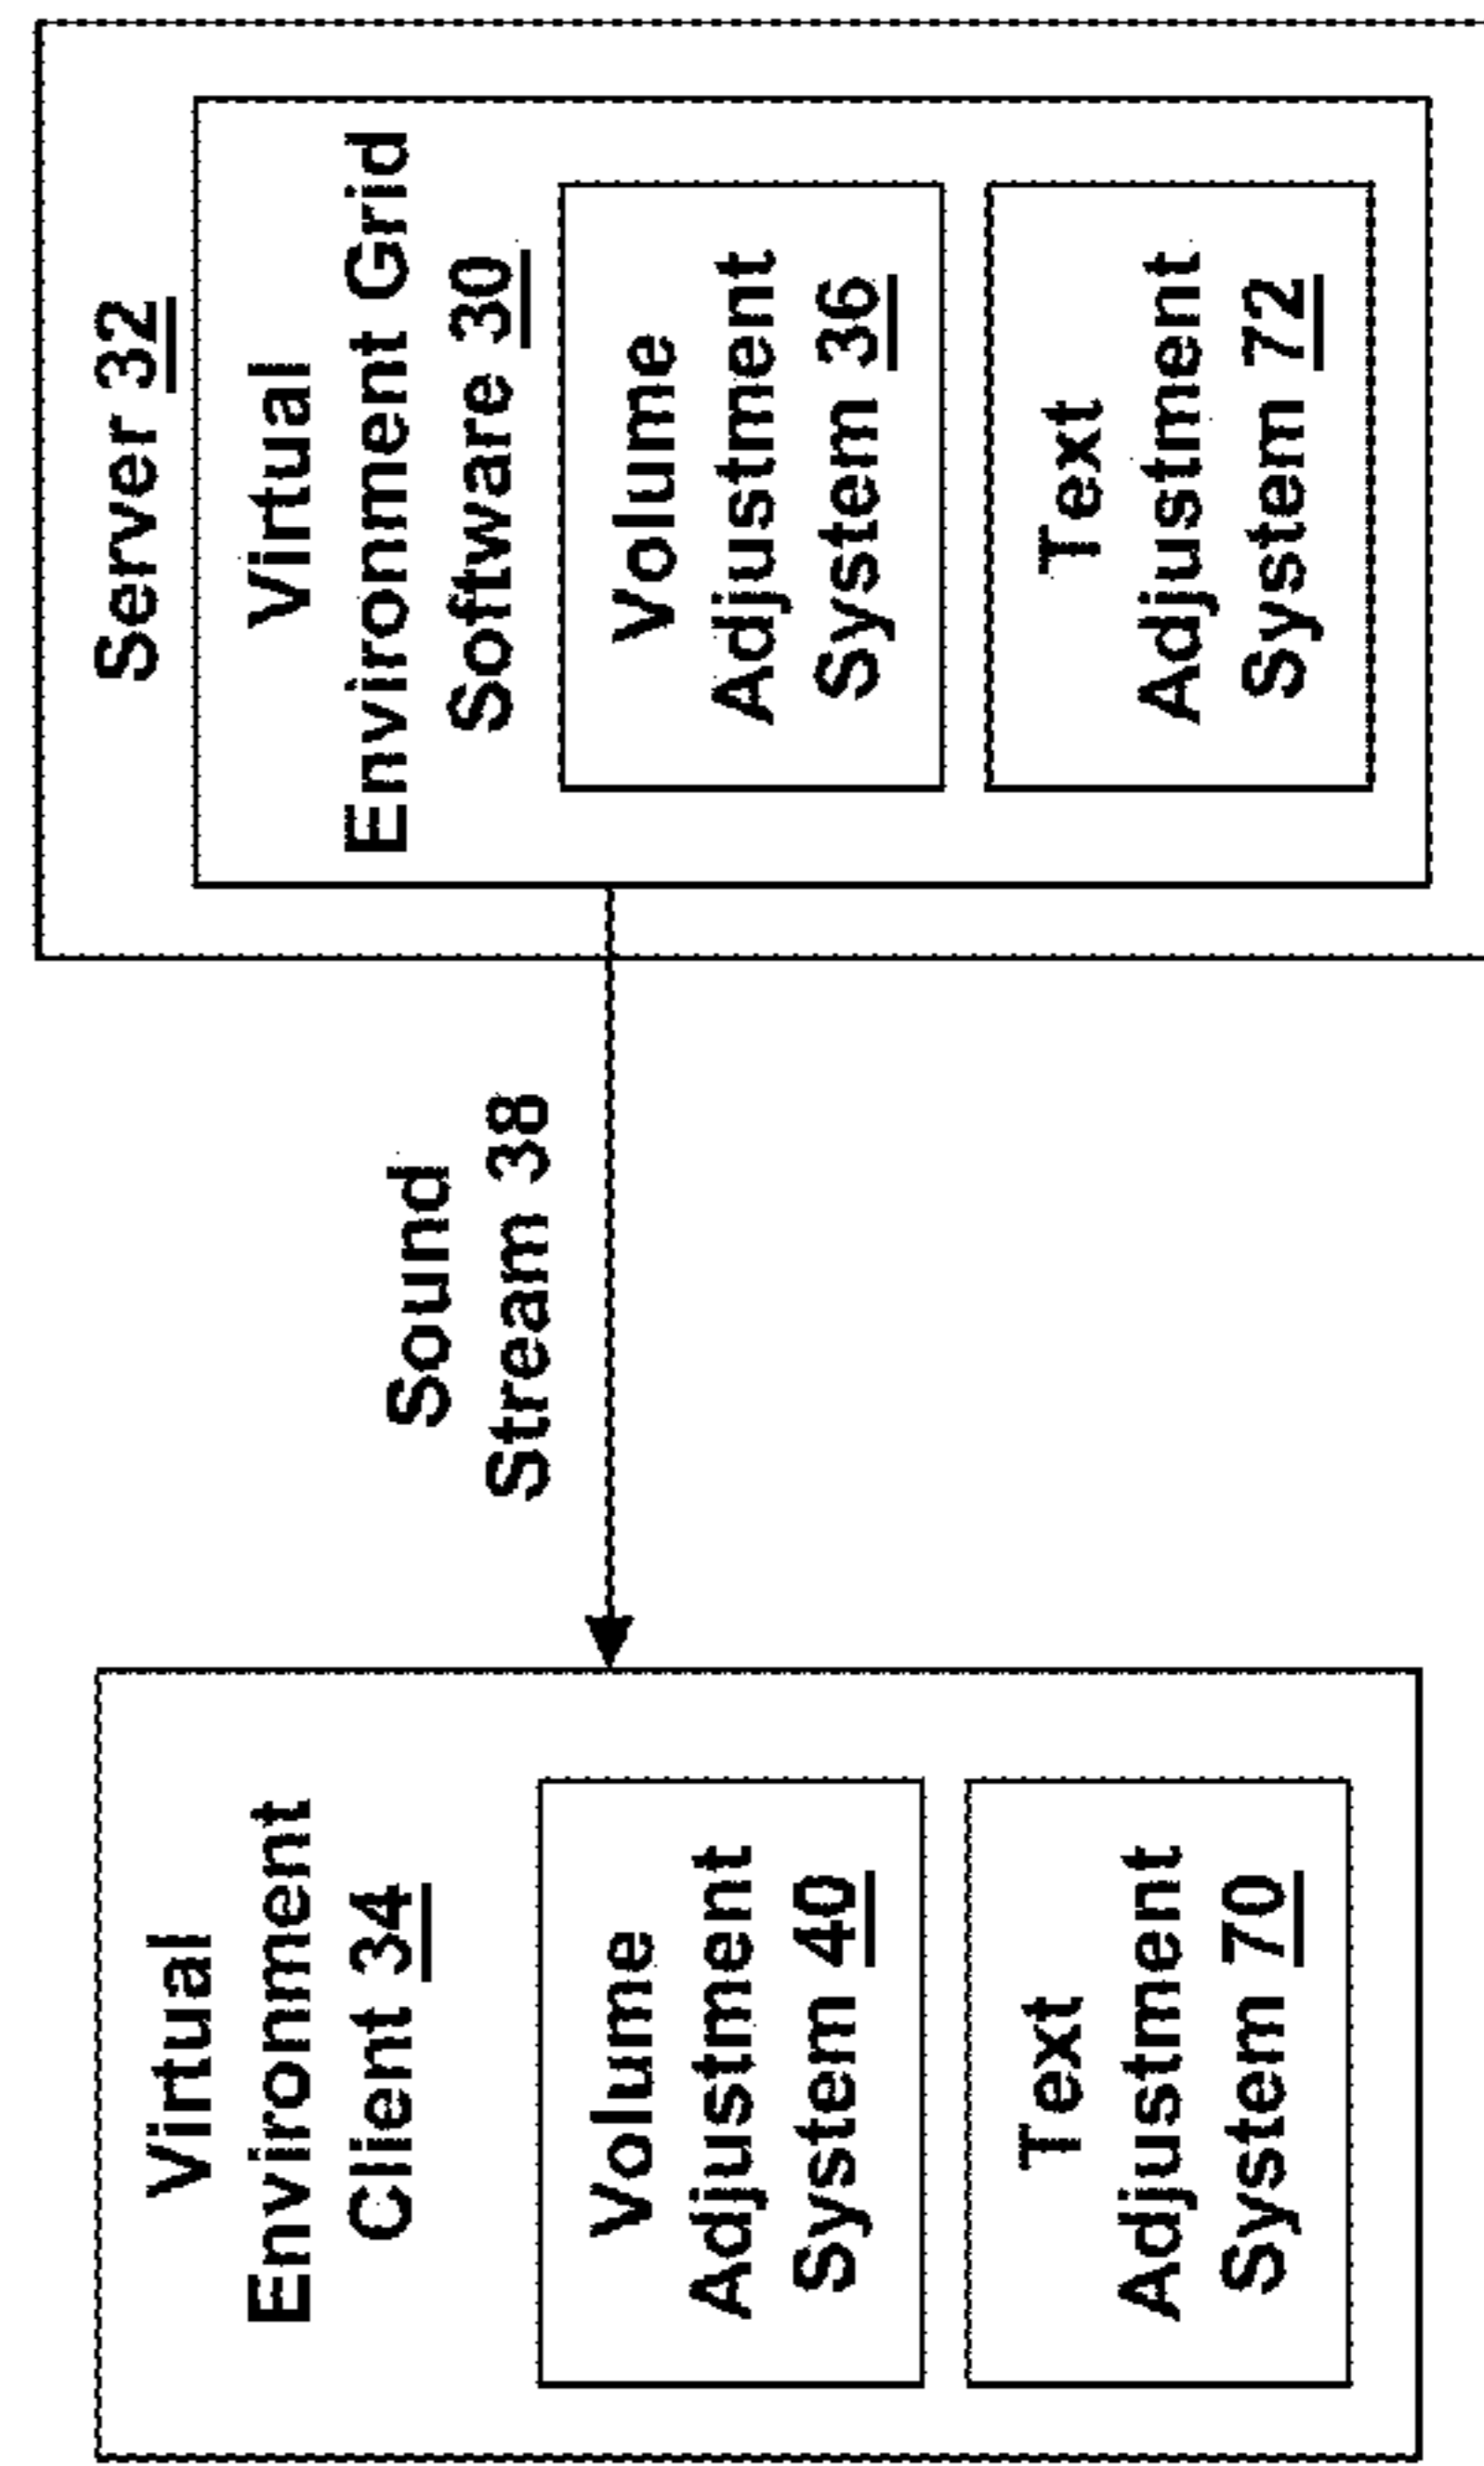 Virtual
Environment
Client 34
Volume
Adjustment
System 40
Text
Adjustment
System 70
Sound
Stream 38
Server 32
Virtual
Environment Grid
Software 30
Volume
Adjustment
System 36
Text
Adjustment
System 72